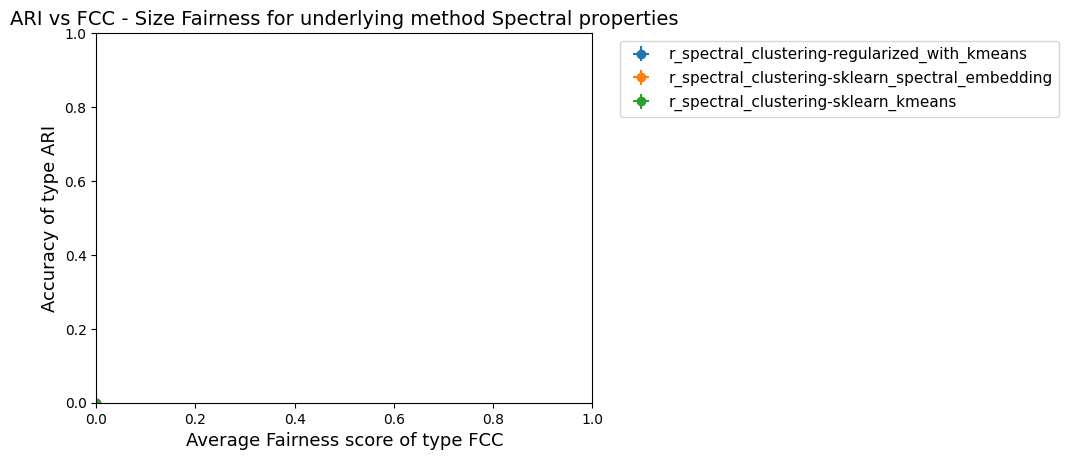 ARI vs FCC - Size Fairness for underlying method Spectral properties
r_spectral_clustering-regularized_with_kmeans
r_spectral_clustering-sklearn_spectral_embedding
r_spectral_clustering-sklearn_kmeans
1.0
0.8
0.6
0.4
0.2
0.0
Accuracy of type ARI
0.0 0.2 0.4 0.6 0.8 1.0
Average Fairness score of type FCC